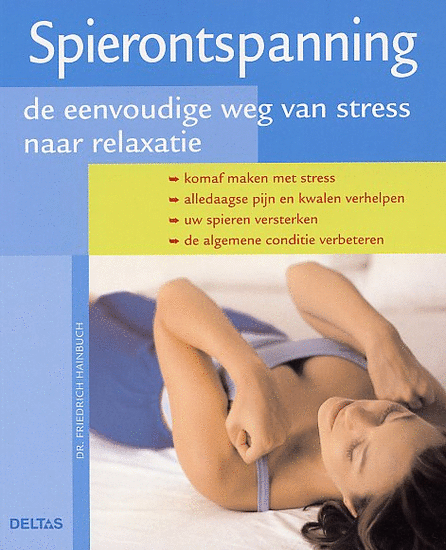 Spierontspanning
de eenvoudige weg van stress
naar relaxatie
➥ komaf maken met stress
➥ alledaagse pijn en kwalen verhelpen
➥ uw spieren versterken
➥ de algemene conditie verbeteren
DR. FRIEDRICH HAINBUCH
DELTAS